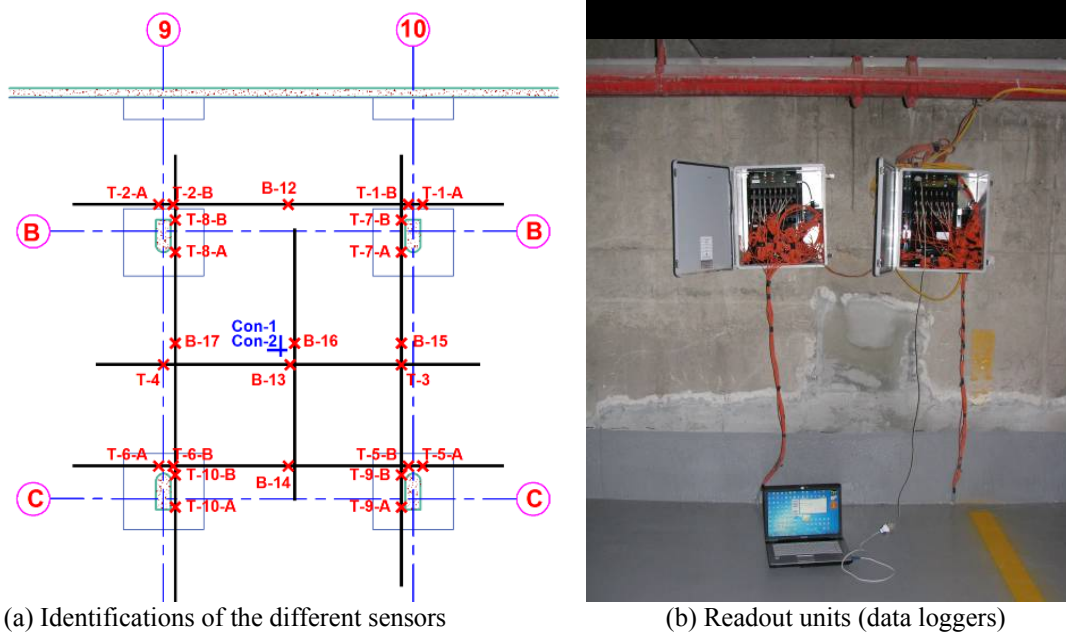 9 10
T-2-A T-2-B B-12 T-1-B T-1-A
B T-8-B T-7-B B
T-8-A T-7-A
Con-1
Con-2
B-17 B-16 B-15
T-4 B-13 T-3
T-6-A T-6-B T-5-B T-5-A
T-10-B B-14 T-9-B
C C
T-10-A T-9-A
(a) Identifications of the different sensors (b) Readout units (data loggers)